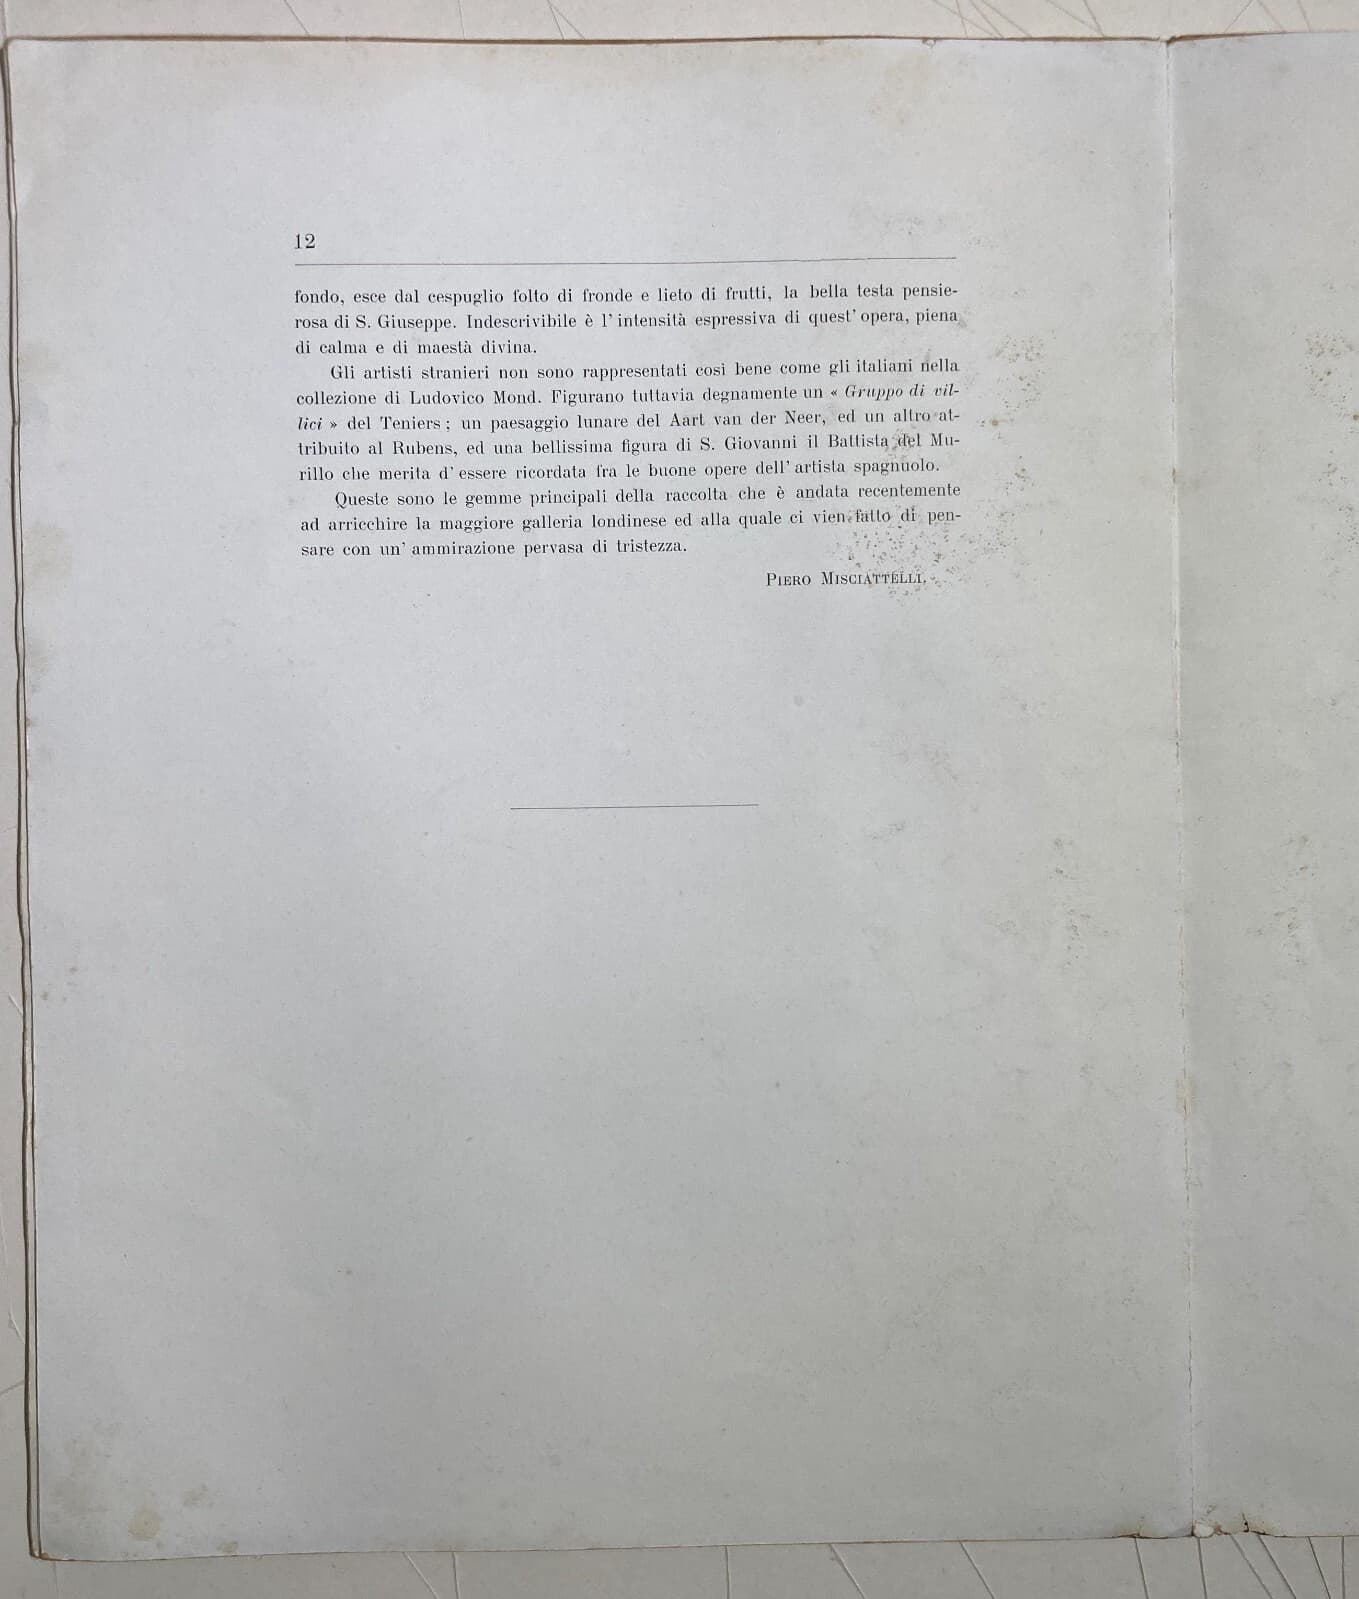 12
fondo, esce dal cespuglio folto di fronde e lieto di frutti, la bella testa pensie-
rosa di S. Giuseppe. Indescrivibile è l' intensità espressiva di quest' opera, piena
di calma e di maestà divina.
Gli artisti stranieri non sono rappresentati così bene come gli italiani nella
collezione di Ludovico Mond. Figurano tuttavia degnamente un « Gruppo di vil-
lici » del Teniers ; un paesaggio lunare del Aart van der Neer, ed un altro at-
tribuito al Rubens, ed una bellissima figura di S. Giovanni il Battista del Mu-
rillo che merita d' essere ricordata fra le buone opere dell' artista spagnuolo.
Queste sono le gemme principali della raccolta che è andata recentemente
ad arricchire la maggiore galleria londinese ed alla quale ci vien fatto di pen-
sare con un' ammirazione pervasa di tristezza.
PIERO MISCIATTELLI.